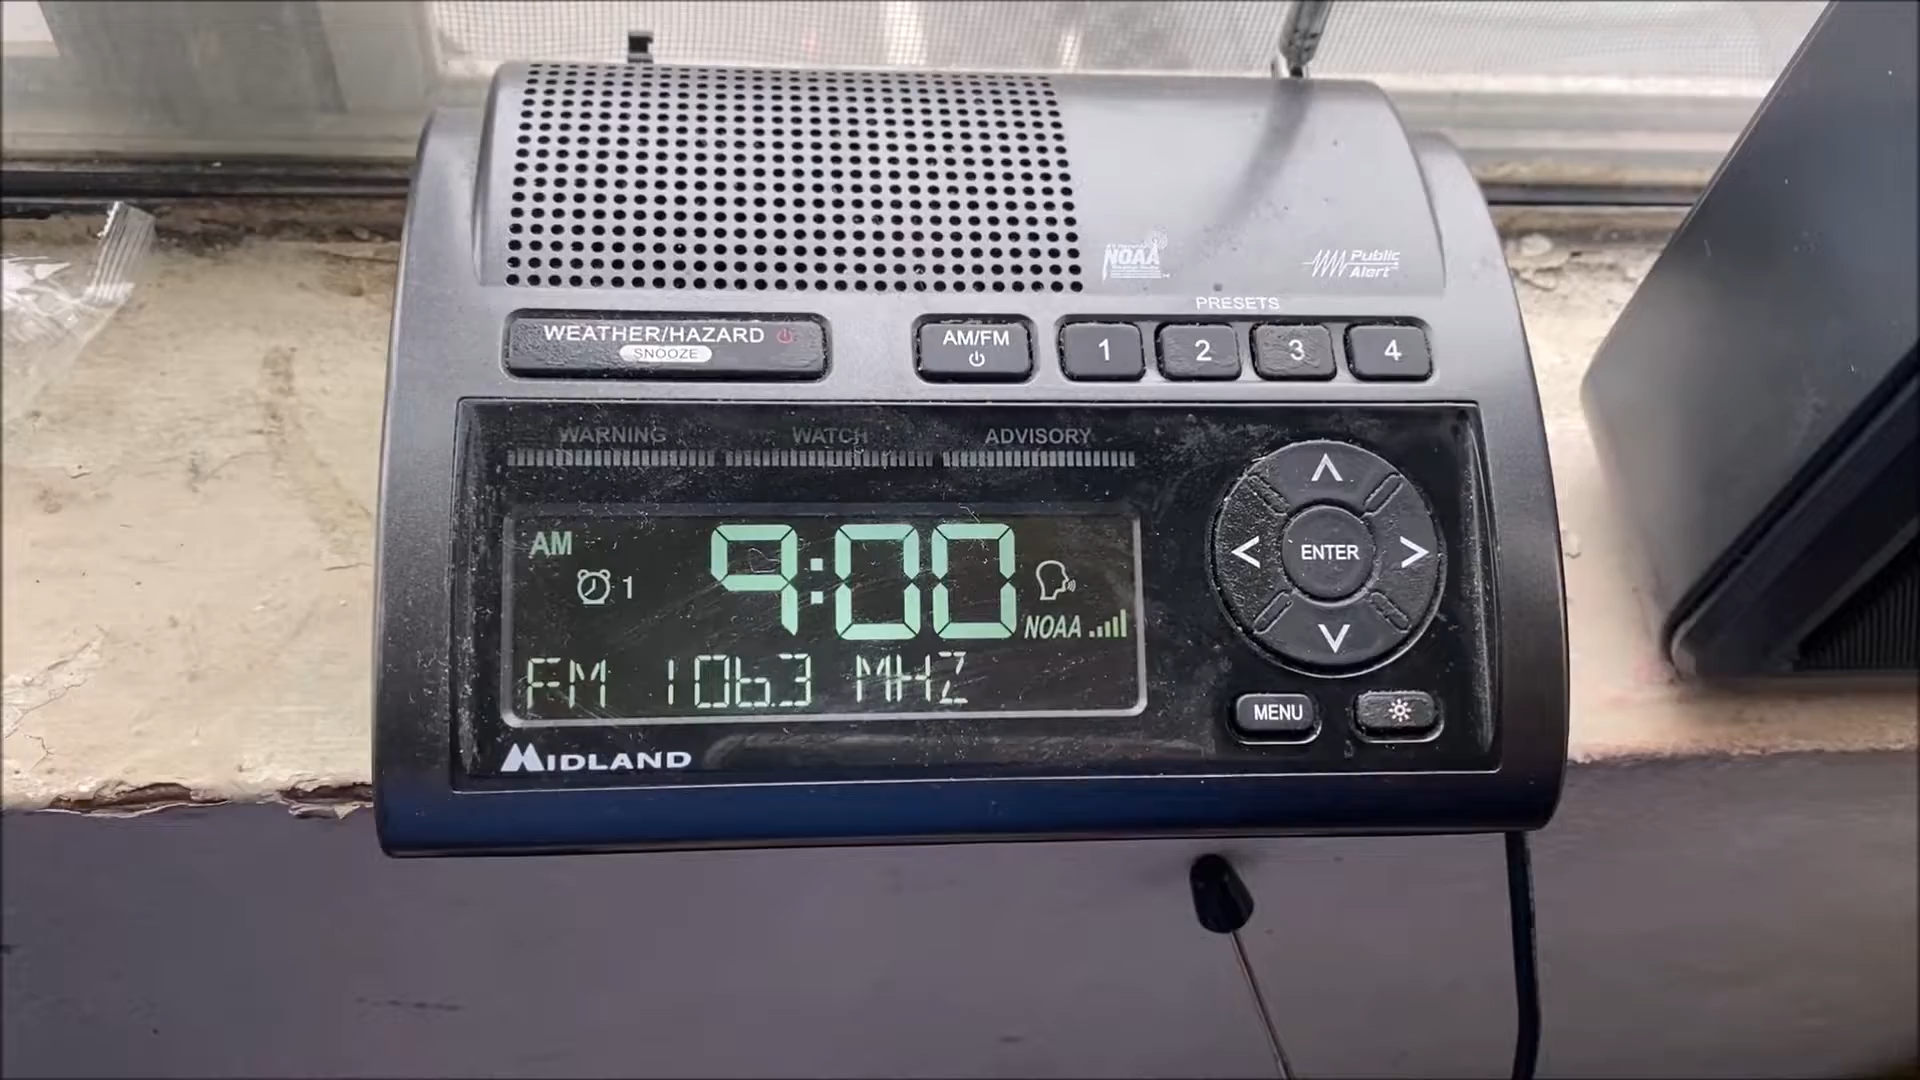 NOAA
Public
Alert
PRESETS
WEATHER/HAZARD
SNOOZE
AM/FM
1
2
3
4
WARNING
WATCH
ADVISORY
AM
9:00
1
NOAA
FM 106.3 MHZ
ENTER
MENU
MIDLAND